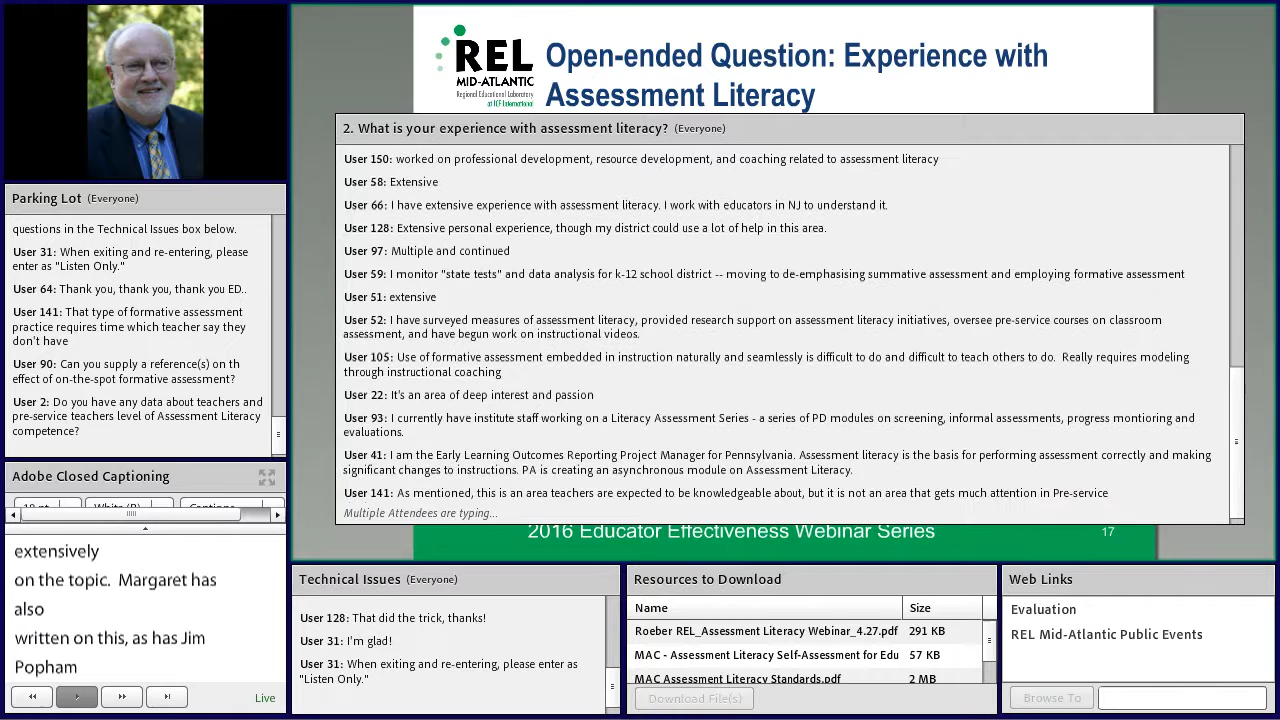 REL
MID-ATLANTIC
Regional Educational Laboratory
at ICF International
Open-ended Question: Experience with
Assessment Literacy
2. What is your experience with assessment literacy? (Everyone)
User 150: worked on professional development, resource development, and coaching related to assessment literacy
User 58: Extensive
User 66: I have extensive experience with assessment literacy. I work with educators in NJ to understand it.
User 128: Extensive personal experience, though my district could use a lot of help in this area.
User 97: Multiple and continued
User 59: I monitor "state tests" and data analysis for k-12 school district -- moving to de-emphasising summative assessment and employing formative assessment
User 51: extensive
User 52: I have surveyed measures of assessment literacy, provided research support on assessment literacy initiatives, oversee pre-service courses on classroom
assessment, and have begun work on instructional videos.
User 105: Use of formative assessment embedded in instruction naturally and seamlessly is difficult to do and difficult to teach others to do.  Really requires modeling
through instructional coaching
User 22: It's an area of deep interest and passion
User 93: I currently have institute staff working on a Literacy Assessment Series - a series of PD modules on screening, informal assessments, progress montioring and
evaluations.
User 41: I am the Early Learning Outcomes Reporting Project Manager for Pennsylvania. Assessment literacy is the basis for performing assessment correctly and making
significant changes to instructions. PA is creating an asynchronous module on Assessment Literacy.
User 141: As mentioned, this is an area teachers are expected to be knowledgeable about, but it is not an area that gets much attention in Pre-service
Multiple Attendees are typing...
2016 Educator Effectiveness Webinar Series
17
Parking Lot (Everyone)
questions in the Technical Issues box below.
User 31: When exiting and re-entering, please
enter as "Listen Only."
User 64: Thank you, thank you, thank you ED..
User 141: That type of formative assessment
practice requires time which teacher say they
don't have
User 90: Can you supply a reference(s) on th
effect of on-the-spot formative assessment?
User 2: Do you have any data about teachers and
pre-service teachers level of Assessment Literacy
competence?
Adobe Closed Captioning
extensively
on the topic.  Margaret has
also
written on this, as has Jim
Popham
Live
Technical Issues (Everyone)
User 128: That did the trick, thanks!
User 31: I'm glad!
User 31: When exiting and re-entering, please enter as
"Listen Only."
Resources to Download
Name Size
Roeber REL_Assessment Literacy Webinar_4.27.pdf 291 KB
MAC - Assessment Literacy Self-Assessment for Edu 57 KB
MAC Assessment Literacy Standards.pdf 2 MB
Download File(s)
Web Links
Evaluation
REL Mid-Atlantic Public Events
Browse To